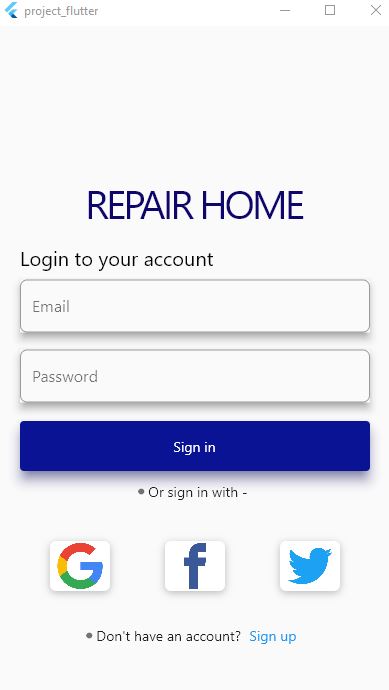 project_flutter
REPAIR HOME
Login to your account
Email
Password
Sign in
• Or sign in with -
• Don't have an account? Sign up